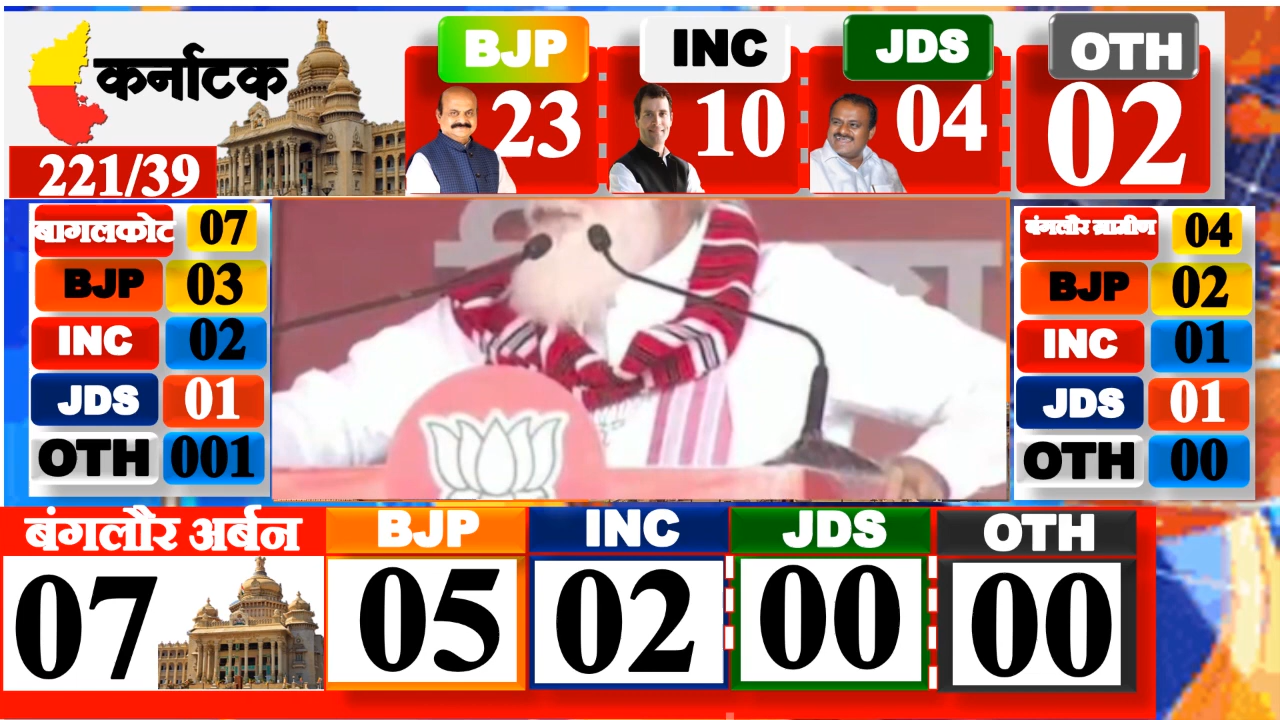 कर्नाटक
221/39
BJP
23
INC
10
JDS
04
OTH
02
बागलकोट 07
BJP 03
INC 02
JDS 01
OTH 001
बंगलौर ग्रामीन 04
BJP 02
INC 01
JDS 01
OTH 00
बंगलौर अर्बन
07
BJP
05
INC
02
JDS
00
OTH
00